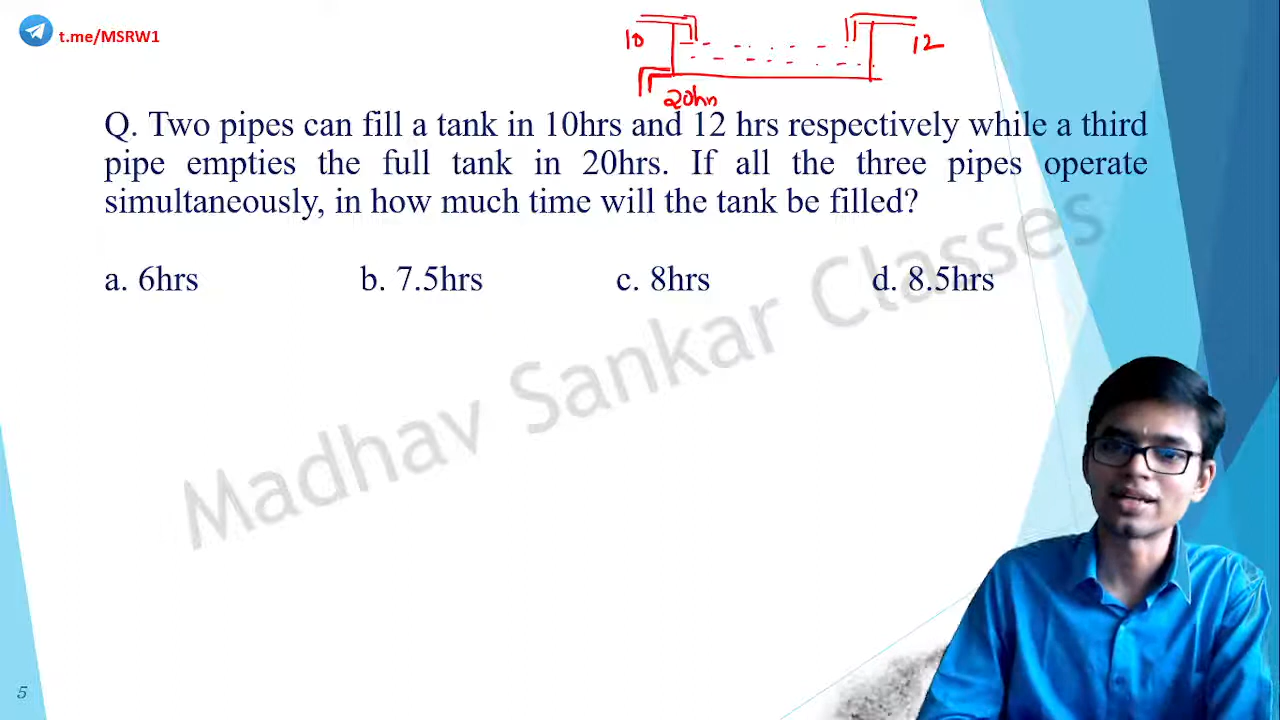 t.me/MSRW1
10
12
20hr
Q. Two pipes can fill a tank in 10hrs and 12 hrs respectively while a third
pipe empties the full tank in 20hrs. If all the three pipes operate
simultaneously, in how much time will the tank be filled?
a. 6hrs b. 7.5hrs c. 8hrs d. 8.5hrs
Madhav Sankar Classes
5